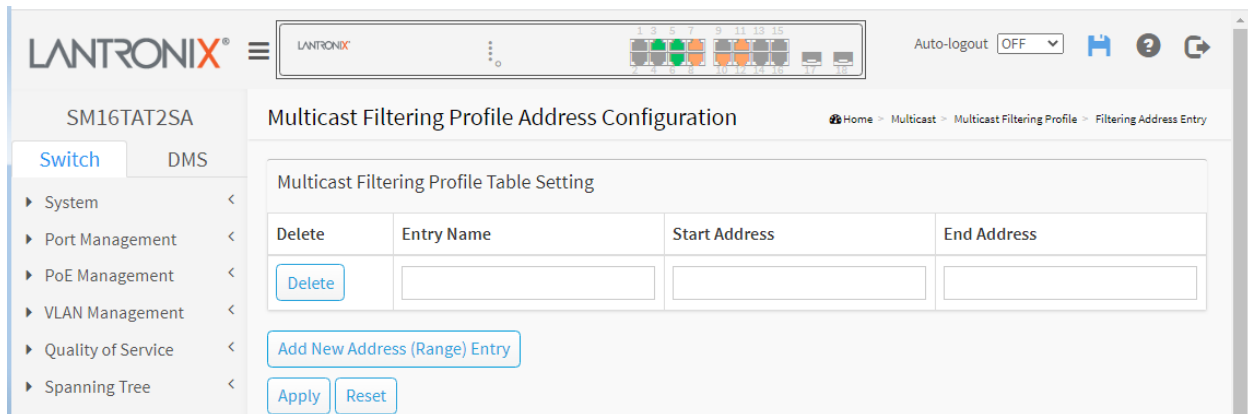 LANTRONIX®
LANTRONIX
1 3 5 7 9 11 13 15
2 4 6 8 10 12 14 16 17 18
Auto-logout OFF
SM16TAT2SA
Switch DMS
System
Port Management
PoE Management
VLAN Management
Quality of Service
Spanning Tree
Multicast Filtering Profile Address Configuration
Home > Multicast > Multicast Filtering Profile > Filtering Address Entry
Multicast Filtering Profile Table Setting
Delete Entry Name Start Address End Address
Delete
Add New Address (Range) Entry
Apply Reset